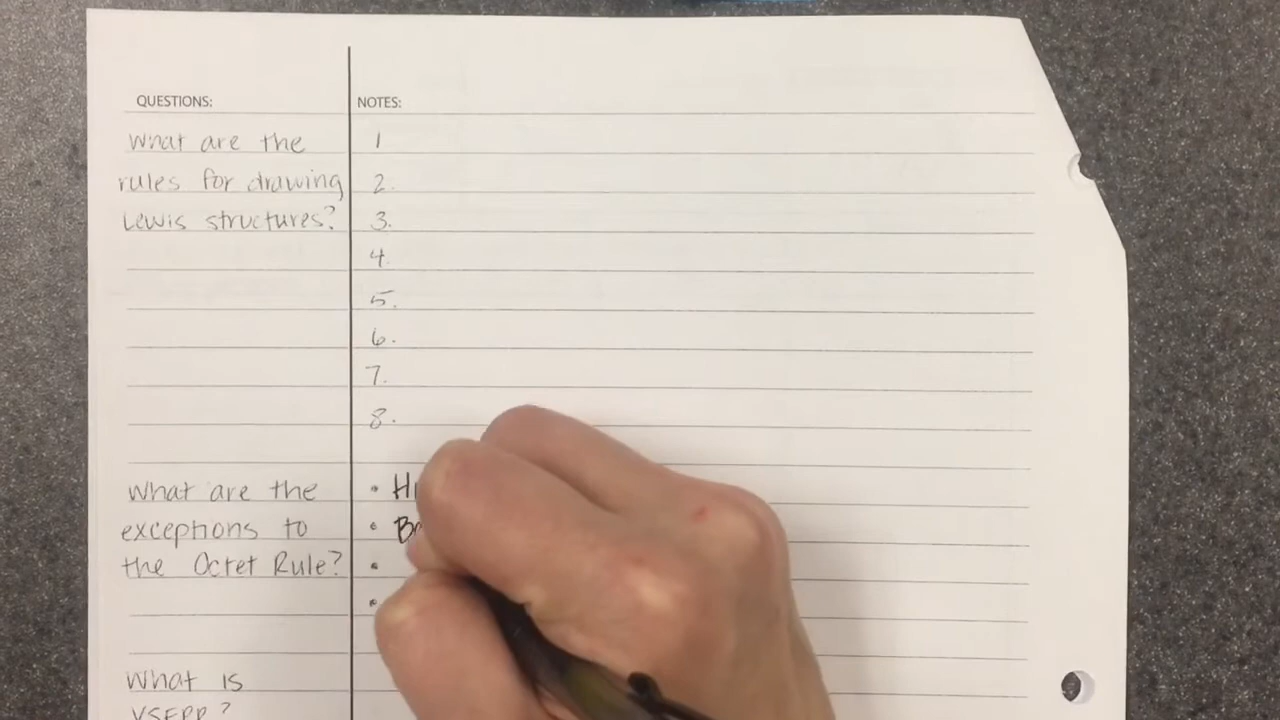 QUESTIONS: NOTES:
What are the 1
rules for drawing 2.
Lewis structures? 3.
4.
5.
6.
7.
8.
What are the •
exceptions to •
the Octet Rule? •
•
What is
VSEPR?